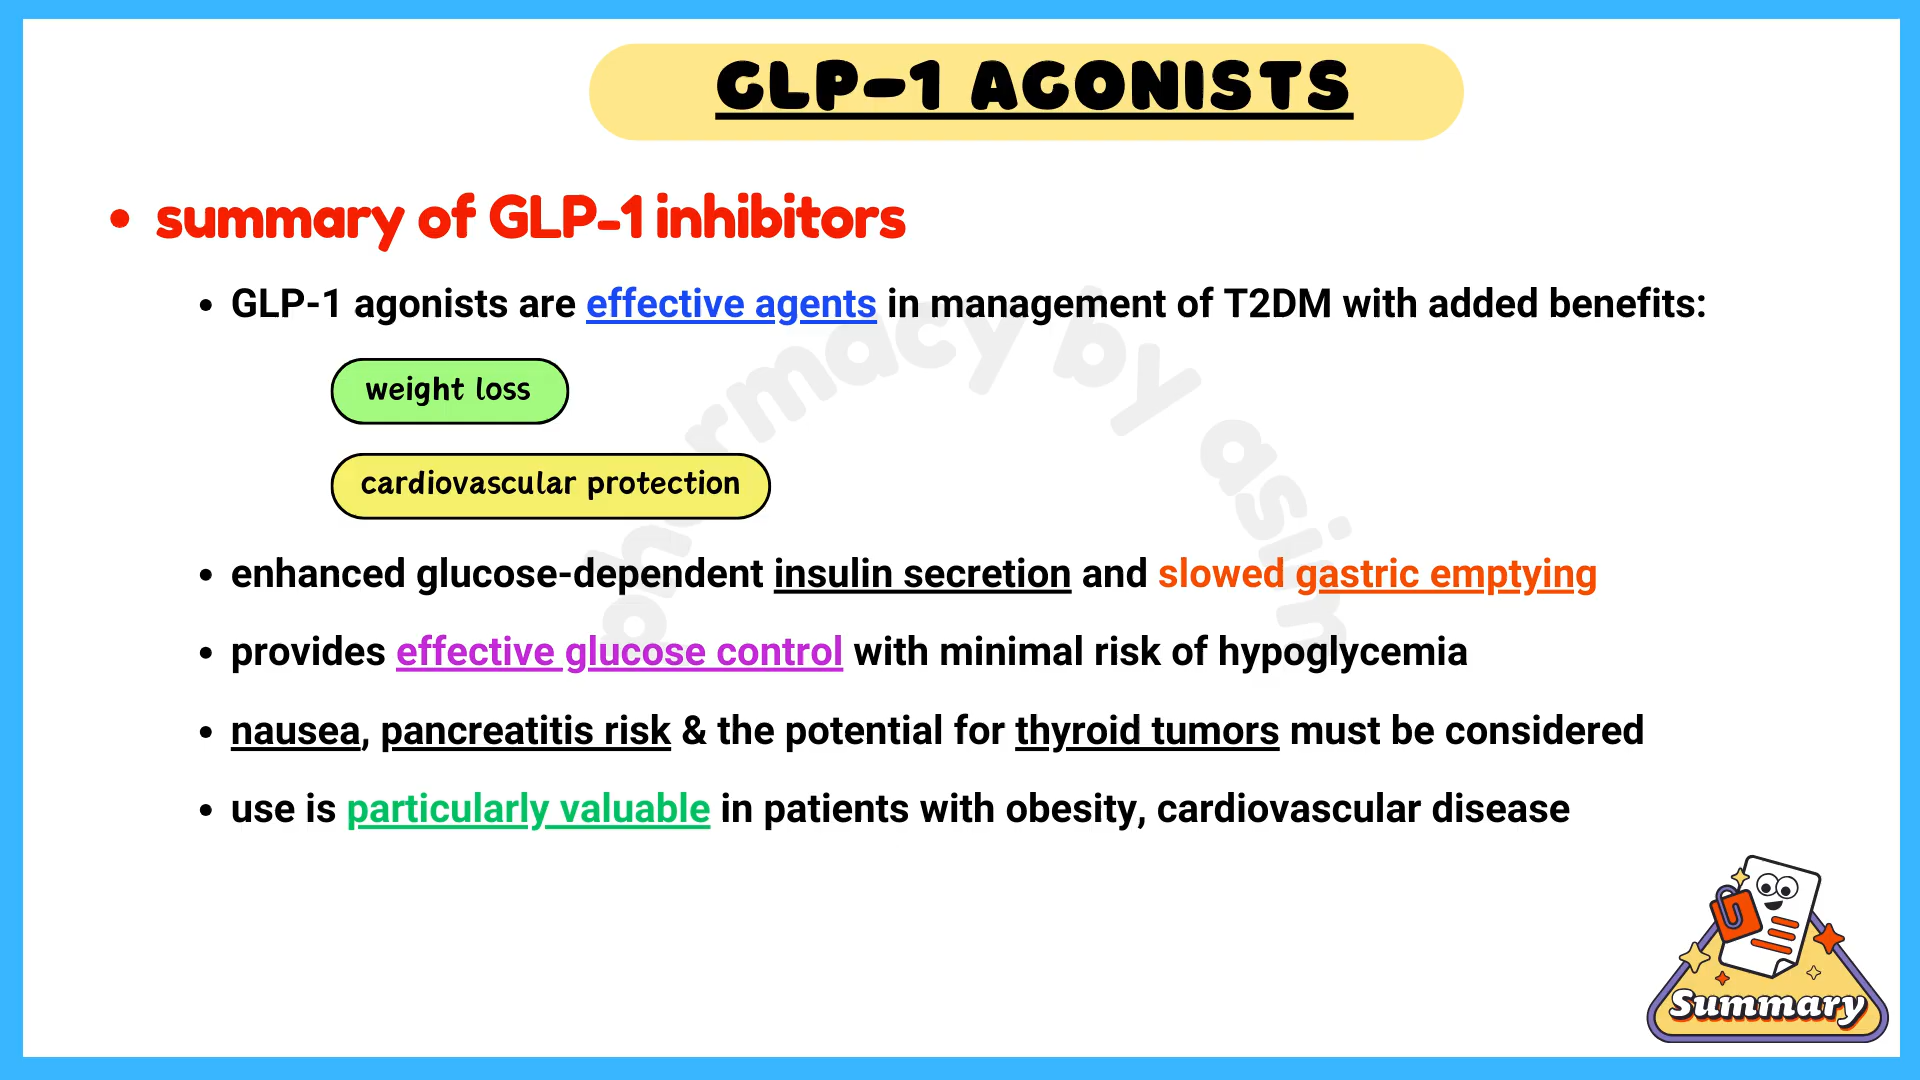 GLP-1 AGONISTS
summary of GLP-1 inhibitors
GLP-1 agonists are effective agents in management of T2DM with added benefits:
weight loss
cardiovascular protection
enhanced glucose-dependent insulin secretion and slowed gastric emptying
provides effective glucose control with minimal risk of hypoglycemia
nausea, pancreatitis risk & the potential for thyroid tumors must be considered
use is particularly valuable in patients with obesity, cardiovascular disease
pharmacy by asim
Summary